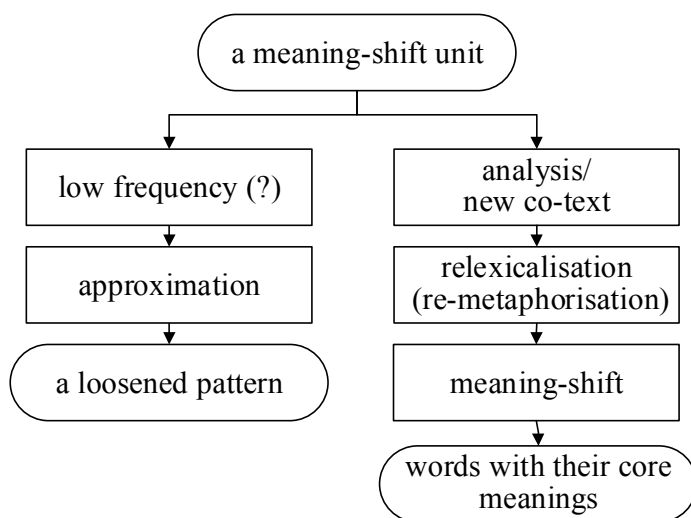 a meaning-shift unit
low frequency (?)
approximation
a loosened pattern
analysis/
new co-text
relexicalisation
(re-metaphorisation)
meaning-shift
words with their core
meanings